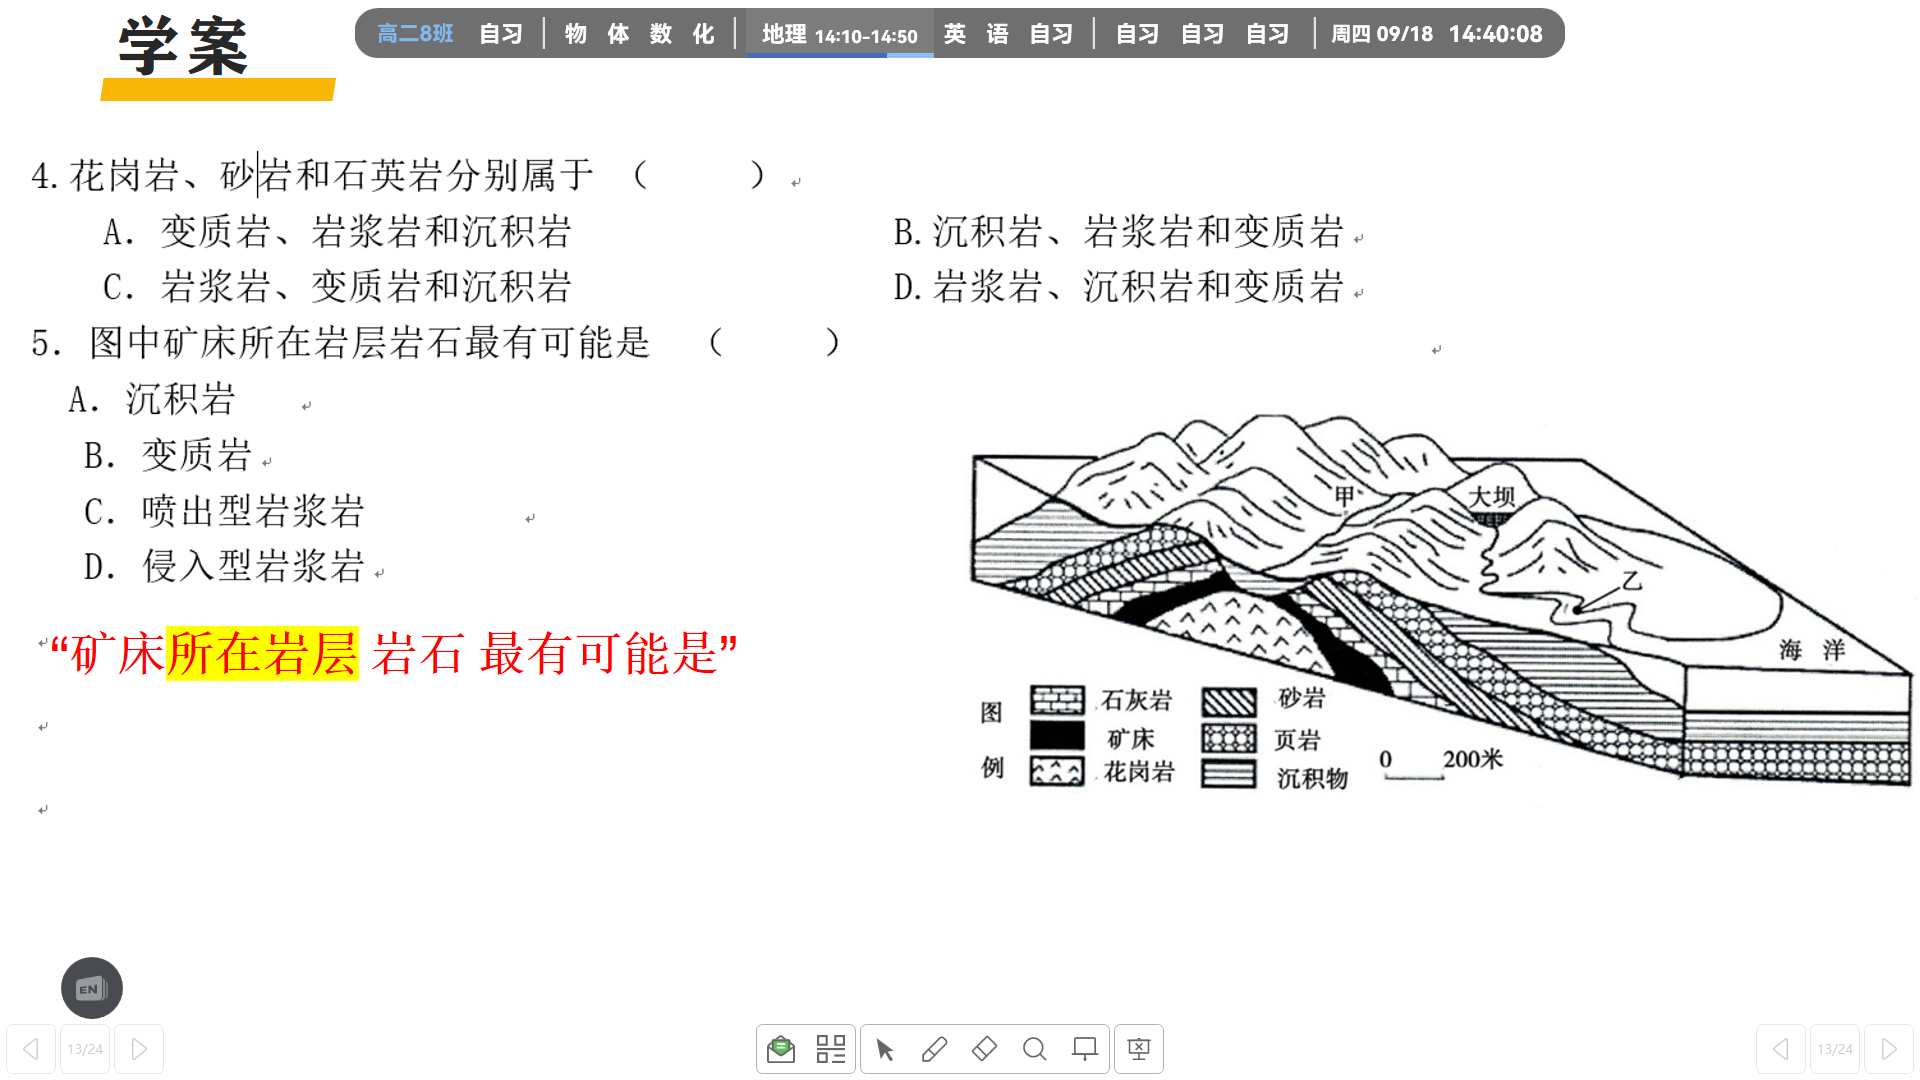 学案
高二8班 自习 物 体 数 化 地理 14:10-14:50 英 语 自习 自习 自习 自习 周四 09/18 14:40:08
4.花岗岩、砂岩和石英岩分别属于 （ ）
A．变质岩、岩浆岩和沉积岩 B.沉积岩、岩浆岩和变质岩
C．岩浆岩、变质岩和沉积岩 D.岩浆岩、沉积岩和变质岩
5．图中矿床所在岩层岩石最有可能是 （ ）
A．沉积岩
B．变质岩
C．喷出型岩浆岩
D．侵入型岩浆岩
“矿床所在岩层 岩石 最有可能是”
甲 大坝
乙
海 洋
图例
石灰岩 砂岩
矿床 页岩
花岗岩 沉积物
0 200米
EN
13/24 13/24